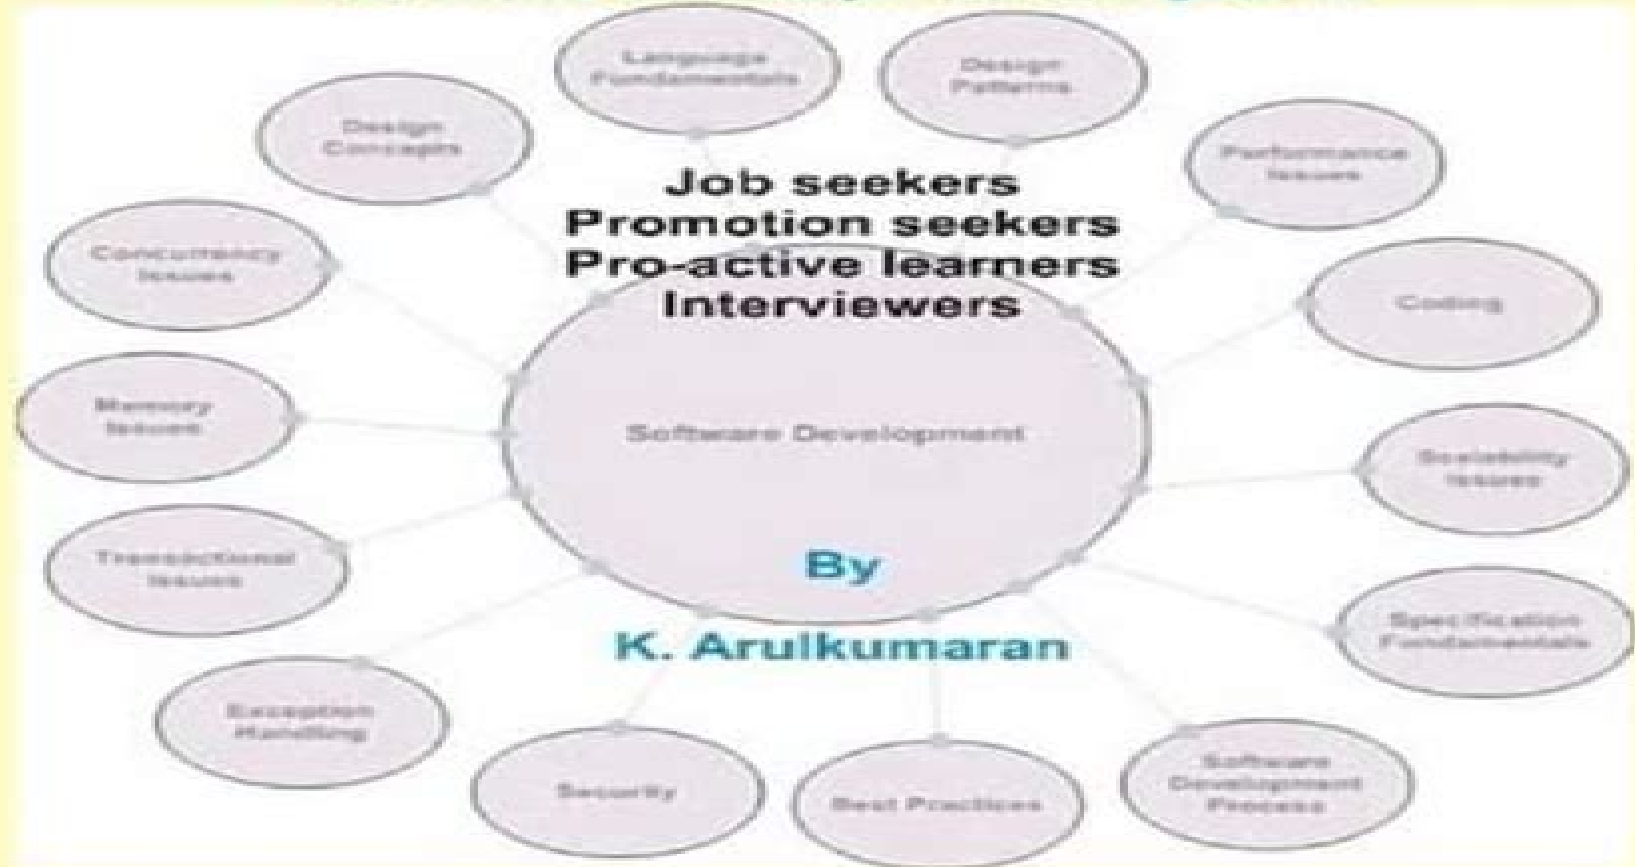 Language
Fundamentals
Design
Patterns
Design
Concepts
Performance
Issues
Job seekers
Promotion seekers
Pro-active learners
Interviewers
Concurrency
Issues
Coding
Memory
Issues
Software Development
Scalability
Issues
Transactional
Issues
By
K. Arulkumaran
Specification
Fundamentals
Exception
Handling
Security
Best Practices
Software
Development
Process